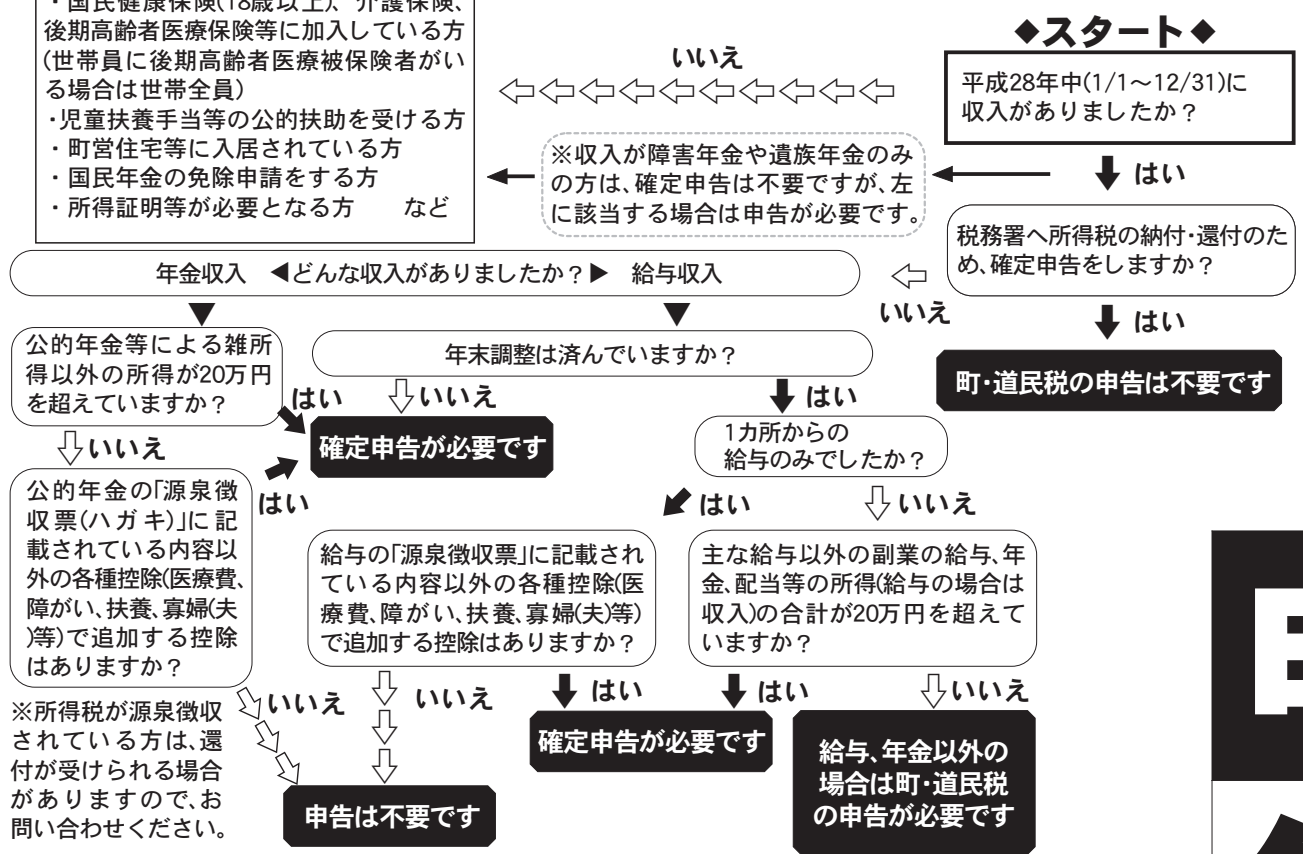 ・国民健康保険(18歳以上)、介護保険、
後期高齢者医療保険等に加入している方
(世帯員に後期高齢者医療被保険者がい
る場合は世帯全員)
・児童扶養手当等の公的扶助を受ける方
・町営住宅等に入居されている方
・国民年金の免除申請をする方
・所得証明等が必要となる方　　など
いいえ
◆スタート◆
平成28年中(1/1～12/31)に
収入がありましたか？
はい
※収入が障害年金や遺族年金のみ
の方は、確定申告は不要ですが、左
に該当する場合は申告が必要です。
税務署へ所得税の納付・還付のた
め、確定申告をしますか？
いいえ
はい
町・道民税の申告は不要です
年金収入　◀どんな収入がありましたか？▶　給与収入
公的年金等による雑所
得以外の所得が20万円
を超えていますか？
はい
いいえ
年末調整は済んでいますか？
いいえ
はい
確定申告が必要です
1カ所からの
給与のみでしたか？
はい
いいえ
公的年金の「源泉徴
収票(ハガキ)」に記
載されている内容以
外の各種控除(医療費、
障がい、扶養、寡婦(夫
)等)で追加する控除
はありますか？
はい
いいえ
給与の「源泉徴収票」に記載され
ている内容以外の各種控除(医
療費、障がい、扶養、寡婦(夫)等)
で追加する控除はありますか？
いいえ
はい
主な給与以外の副業の給与、年
金、配当等の所得(給与の場合は
収入)の合計が20万円を超えて
いますか？
はい
いいえ
※所得税が源泉徴収
されている方は、還
付が受けられる場合
がありますので、お
問い合わせください。
申告は不要です
確定申告が必要です
給与、年金以外の
場合は町・道民税
の申告が必要です